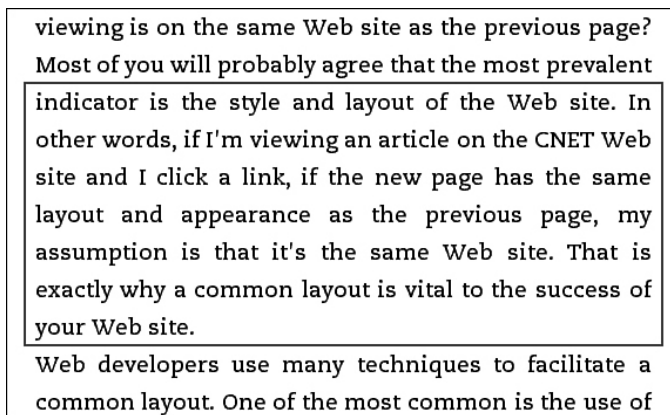 viewing is on the same Web site as the previous page?
Most of you will probably agree that the most prevalent
indicator is the style and layout of the Web site. In
other words, if I'm viewing an article on the CNET Web
site and I click a link, if the new page has the same
layout and appearance as the previous page, my
assumption is that it's the same Web site. That is
exactly why a common layout is vital to the success of
your Web site.
Web developers use many techniques to facilitate a
common layout. One of the most common is the use of